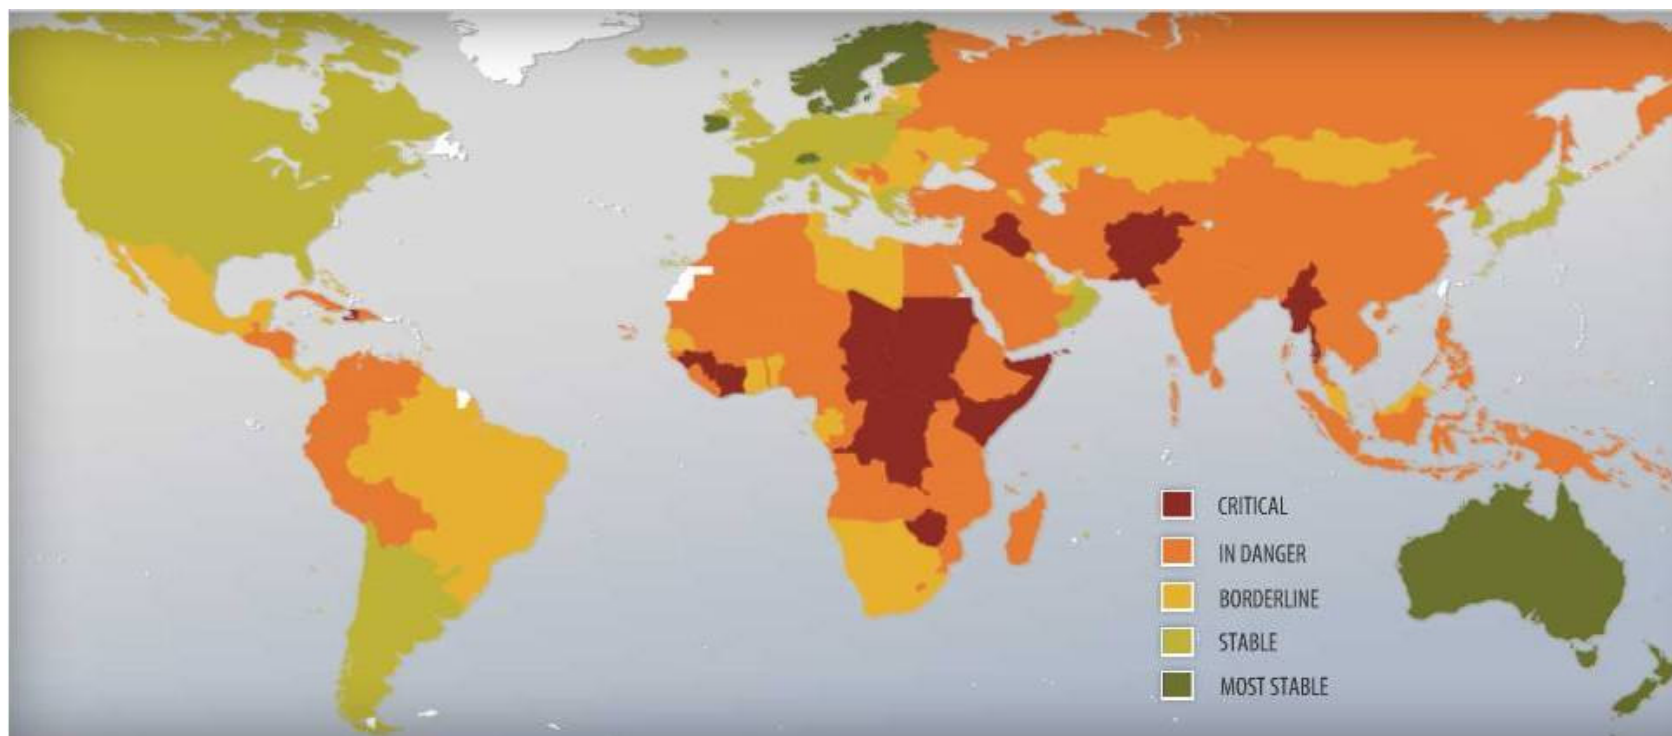 CRITICAL
IN DANGER
BORDERLINE
STABLE
MOST STABLE